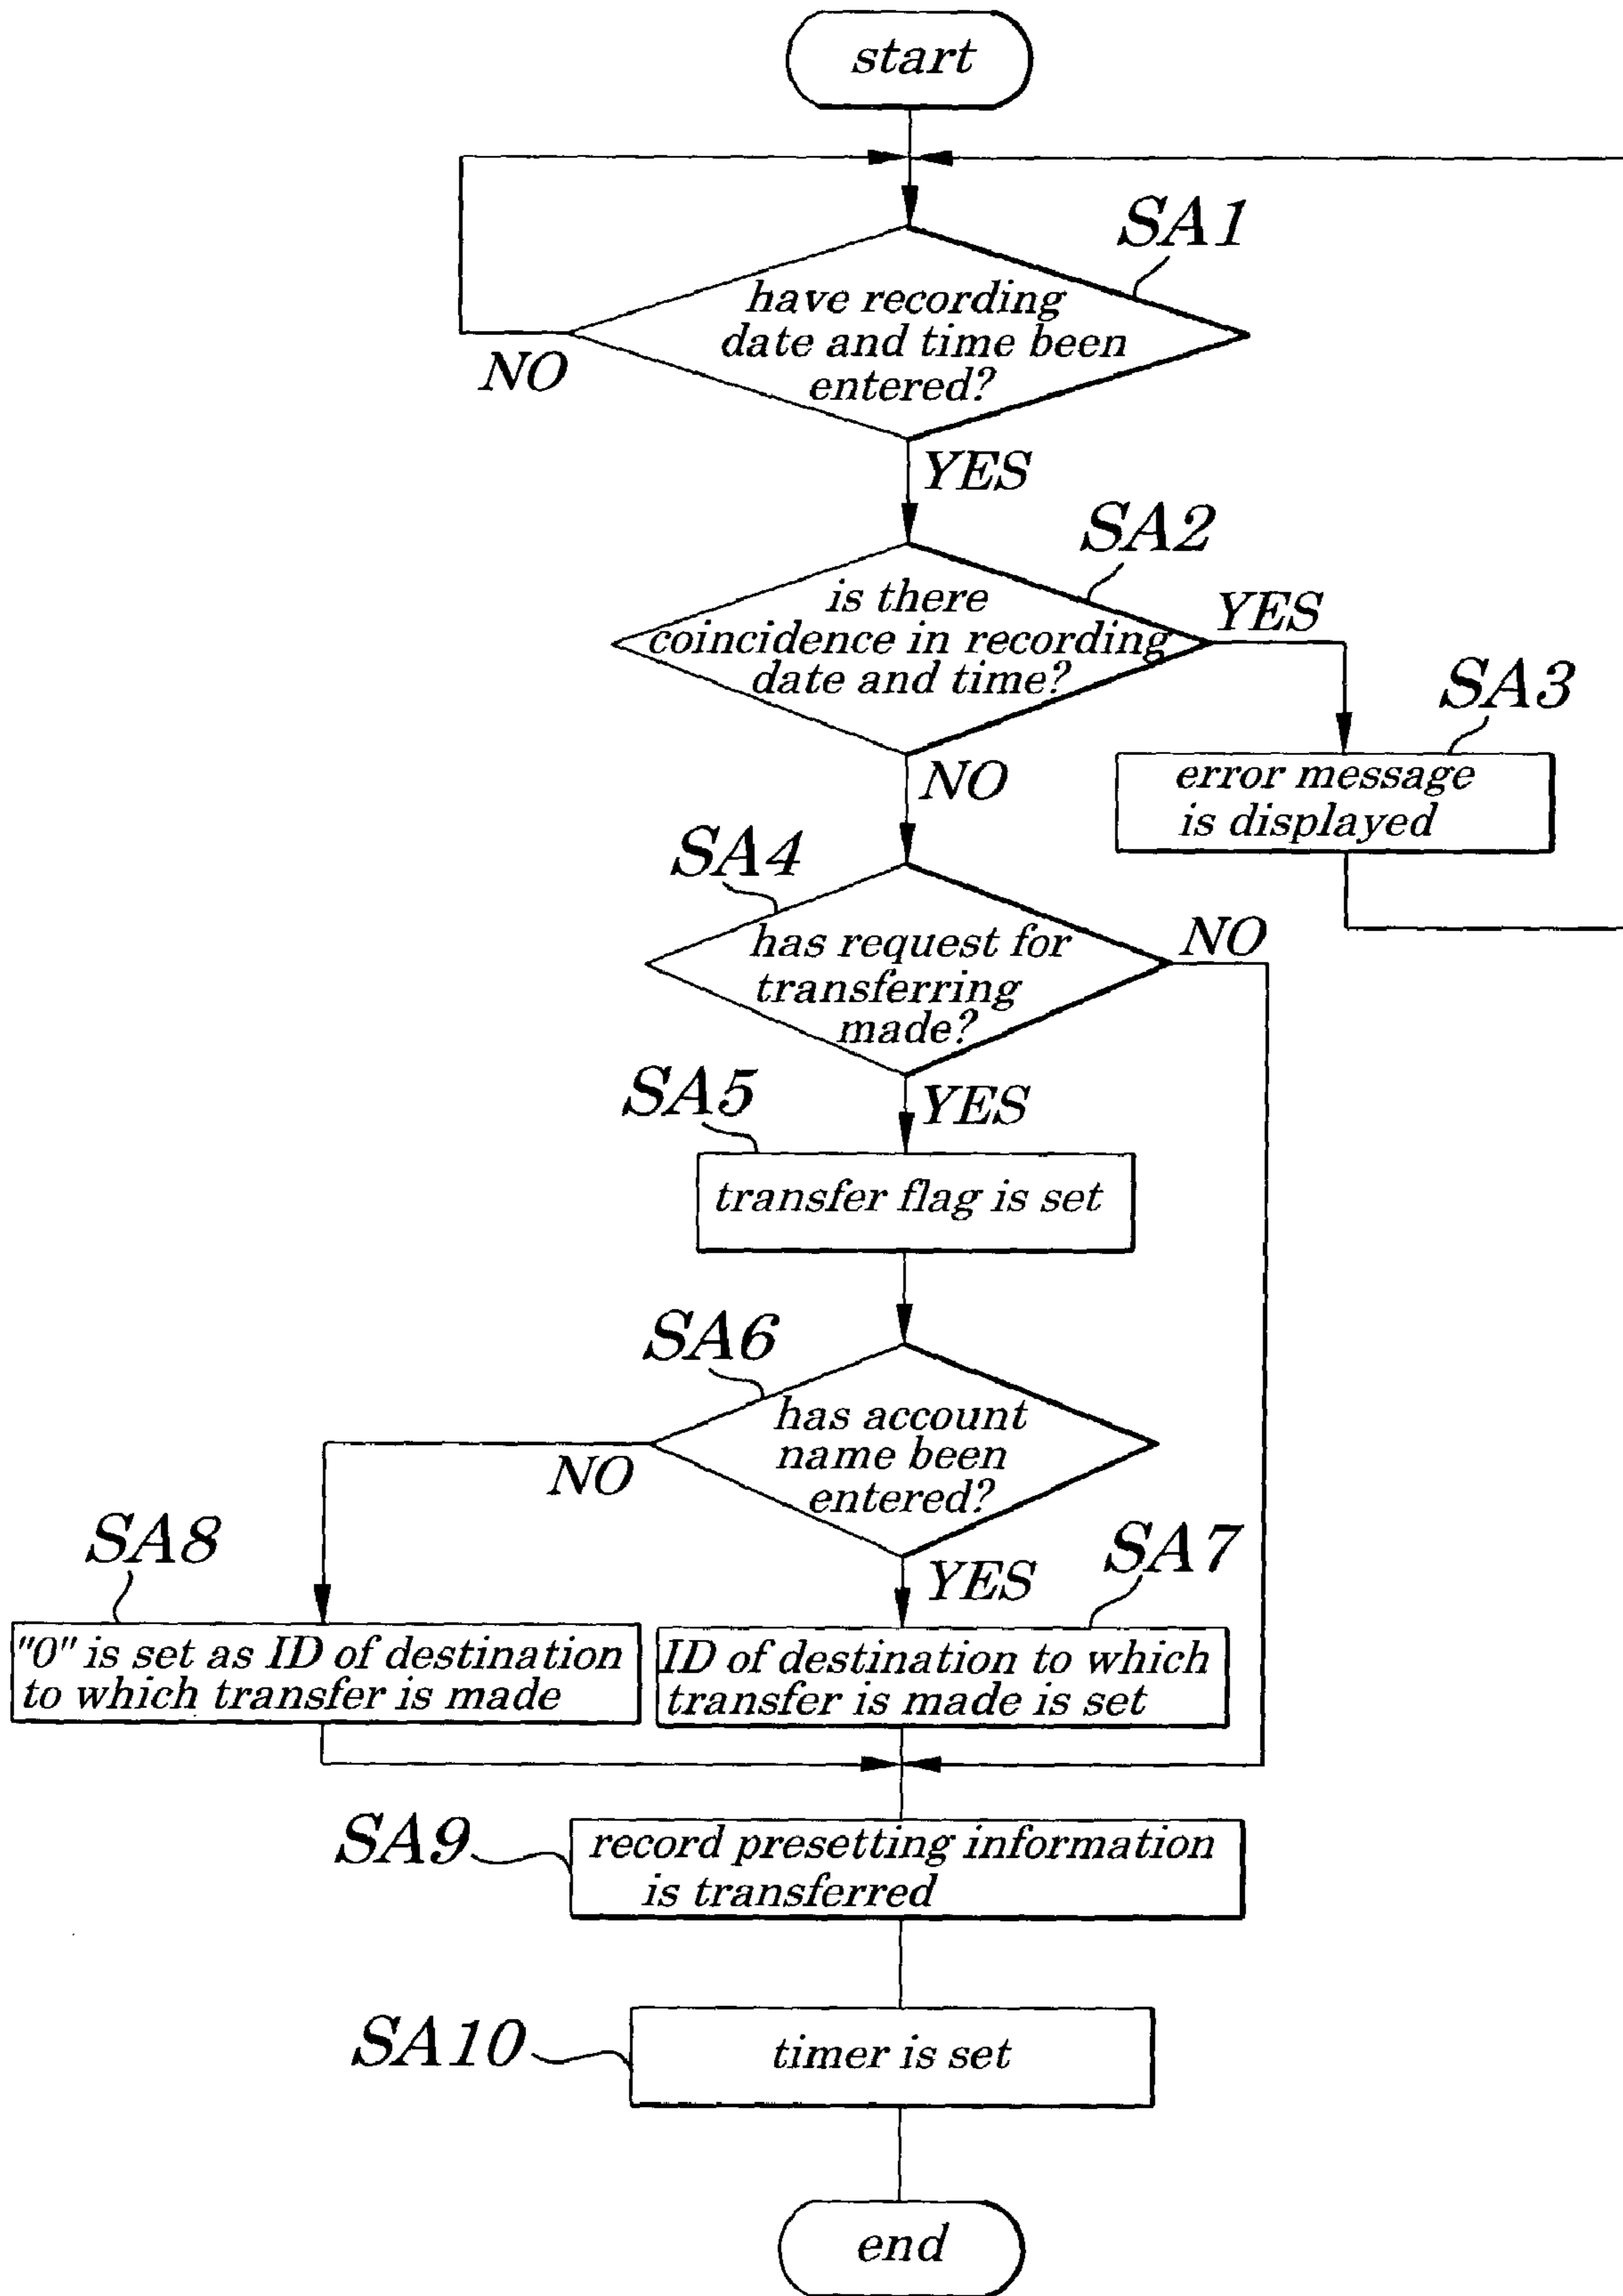 start
SA1
have recording
date and time been
entered?
NO
YES
SA2
is there
coincidence in recording
date and time?
YES
SA3
error message
is displayed
NO
SA4
has request for
transferring
made?
NO
SA5
YES
transfer flag is set
SA6
has account
name been
entered?
NO
SA8
YES
SA7
"0" is set as ID of destination
to which transfer is made
ID of destination to which
transfer is made is set
SA9
record presetting information
is transferred
SA10
timer is set
end